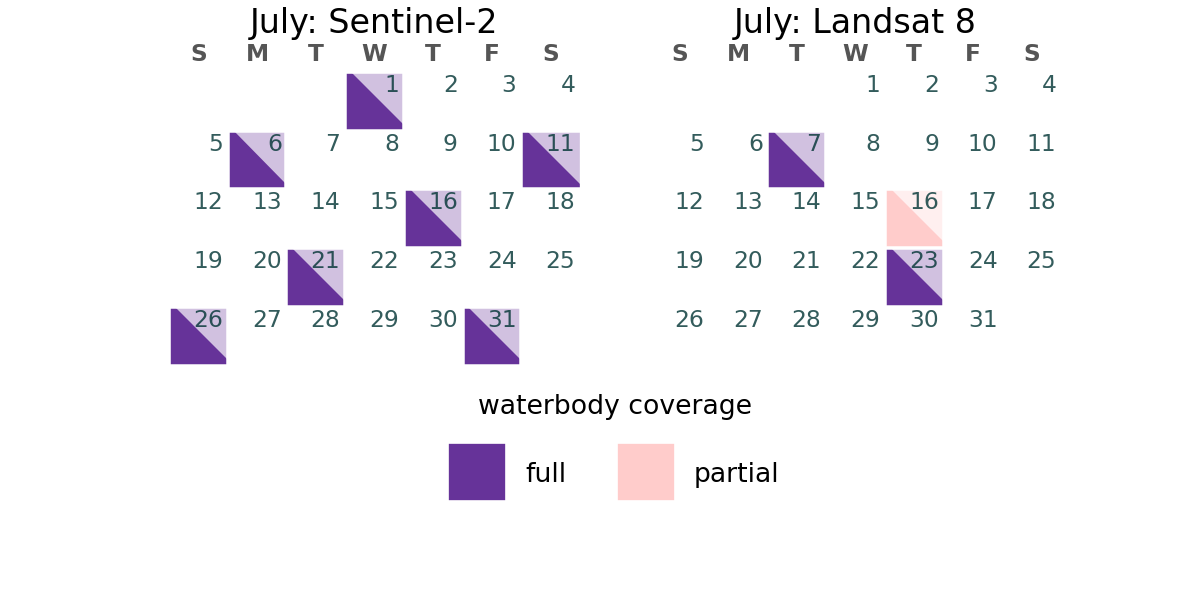 July: Sentinel-2
S M T W T F S
1 2 3 4
5 6 7 8 9 10 11
12 13 14 15 16 17 18
19 20 21 22 23 24 25
26 27 28 29 30 31
July: Landsat 8
S M T W T F S
1 2 3 4
5 6 7 8 9 10 11
12 13 14 15 16 17 18
19 20 21 22 23 24 25
26 27 28 29 30 31
waterbody coverage
full
partial